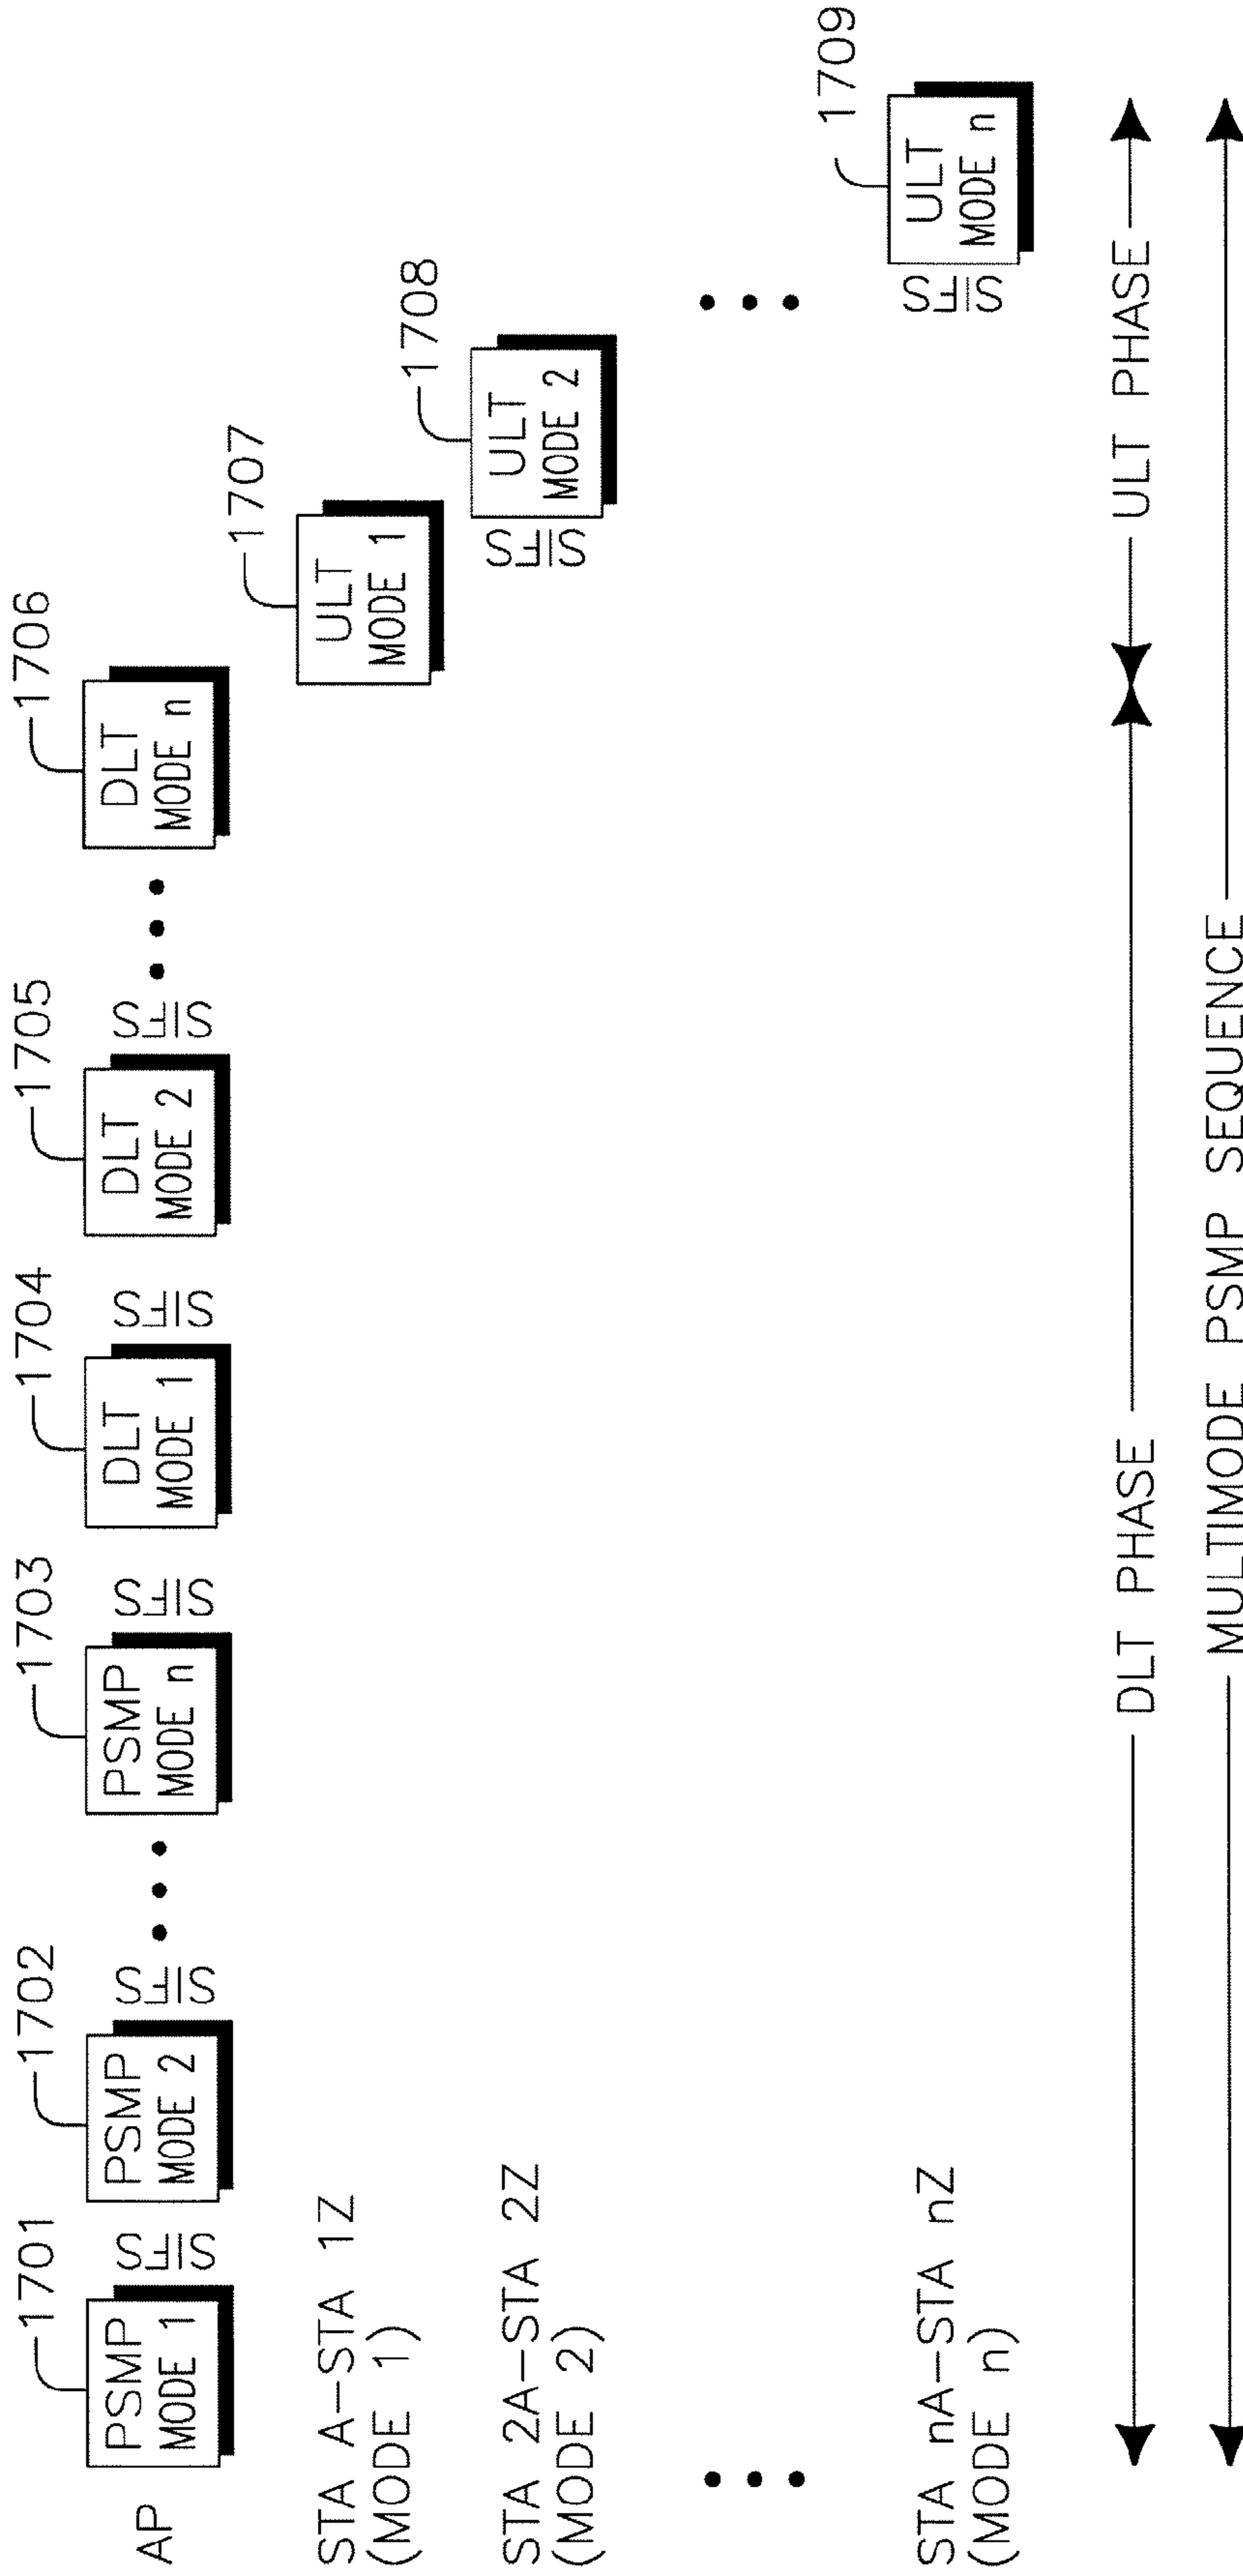 1701
1702
1703
1704
1705
1706
AP
PSMP
MODE 1
SIFS
PSMP
MODE 2
SIFS
PSMP
MODE n
SIFS
DLT
MODE 1
SIFS
DLT
MODE 2
SIFS
DLT
MODE n
1707
STA A-STA 1Z
(MODE 1)
ULT
MODE 1
1708
STA 2A-STA 2Z
(MODE 2)
SIFS
ULT
MODE 2
1709
STA nA-STA nZ
(MODE n)
SIFS
ULT
MODE n
DLT PHASE
ULT PHASE
MULTIMODE PSMP SEQUENCE